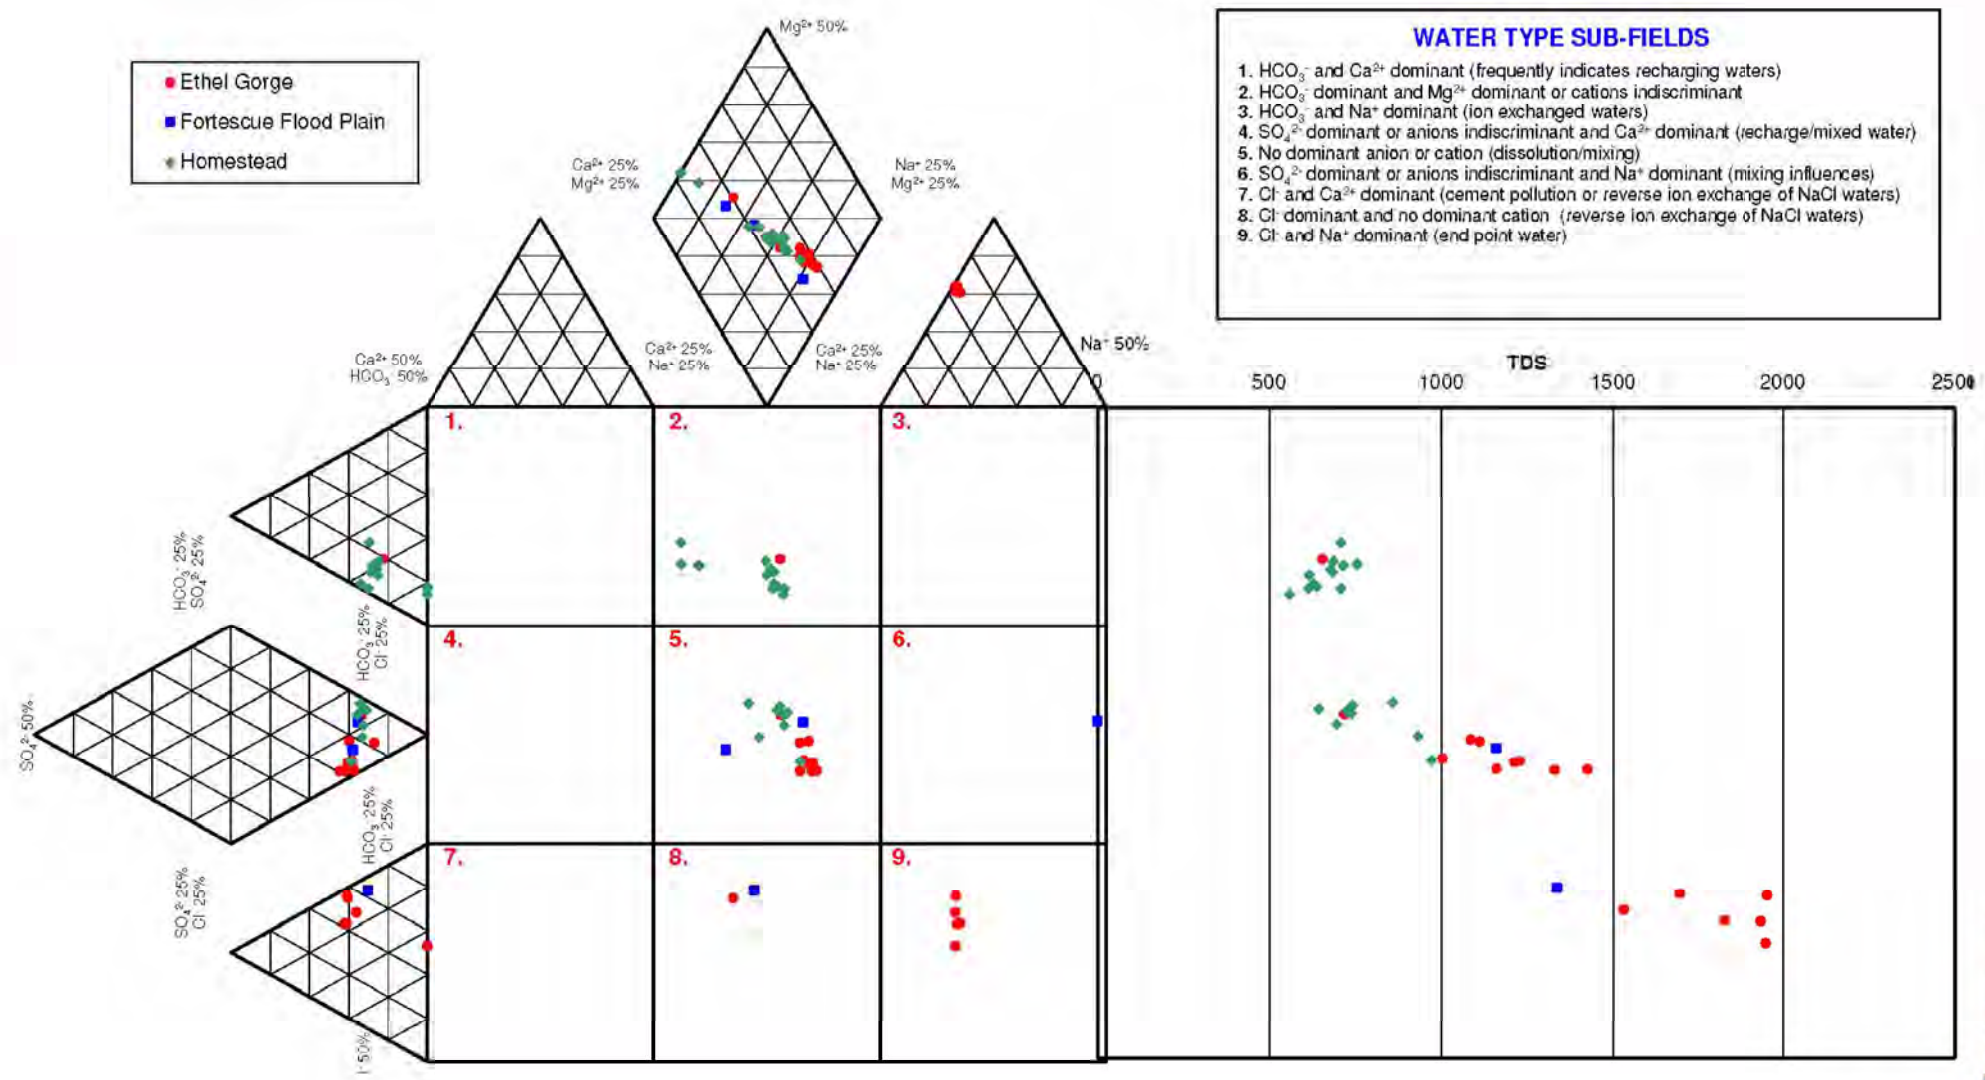 Mg²⁺ 50%
WATER TYPE SUB-FIELDS
Ethel Gorge
Fortescue Flood Plain
Homestead
1. HCO₃⁻ and Ca²⁺ dominant (frequently indicates recharging waters)
2. HCO₃⁻ dominant and Mg²⁺ dominant or cations indiscriminant
3. HCO₃⁻ and Na⁺ dominant (ion exchanged waters)
4. SO₄²⁻ dominant or anions indiscriminant and Ca²⁺ dominant (recharge/mixed water)
5. No dominant anion or cation (dissolution/mixing)
6. SO₄²⁻ dominant or anions indiscriminant and Na⁺ dominant (mixing influences)
7. Cl⁻ and Ca²⁺ dominant (cement pollution or reverse ion exchange of NaCl waters)
8. Cl⁻ dominant and no dominant cation (reverse ion exchange of NaCl waters)
9. Cl⁻ and Na⁺ dominant (end point water)
Ca²⁺ 25%
Mg²⁺ 25%
Na⁺ 25%
Mg²⁺ 25%
Ca²⁺ 50%
HCO₃⁻ 50%
Ca²⁺ 25%
Na⁺ 25%
Ca²⁺ 25%
Na⁺ 25%
Na⁺ 50%
TDS
0
500
1000
1500
2000
2500
1.
2.
3.
HCO₃⁻ 25%
SO₄²⁻ 25%
HCO₃⁻ 25%
Cl⁻ 25%
4.
5.
6.
SO₄²⁻ 50%
HCO₃⁻ 25%
Cl⁻ 25%
7.
8.
9.
SO₄²⁻ 25%
Cl⁻ 25%
50%